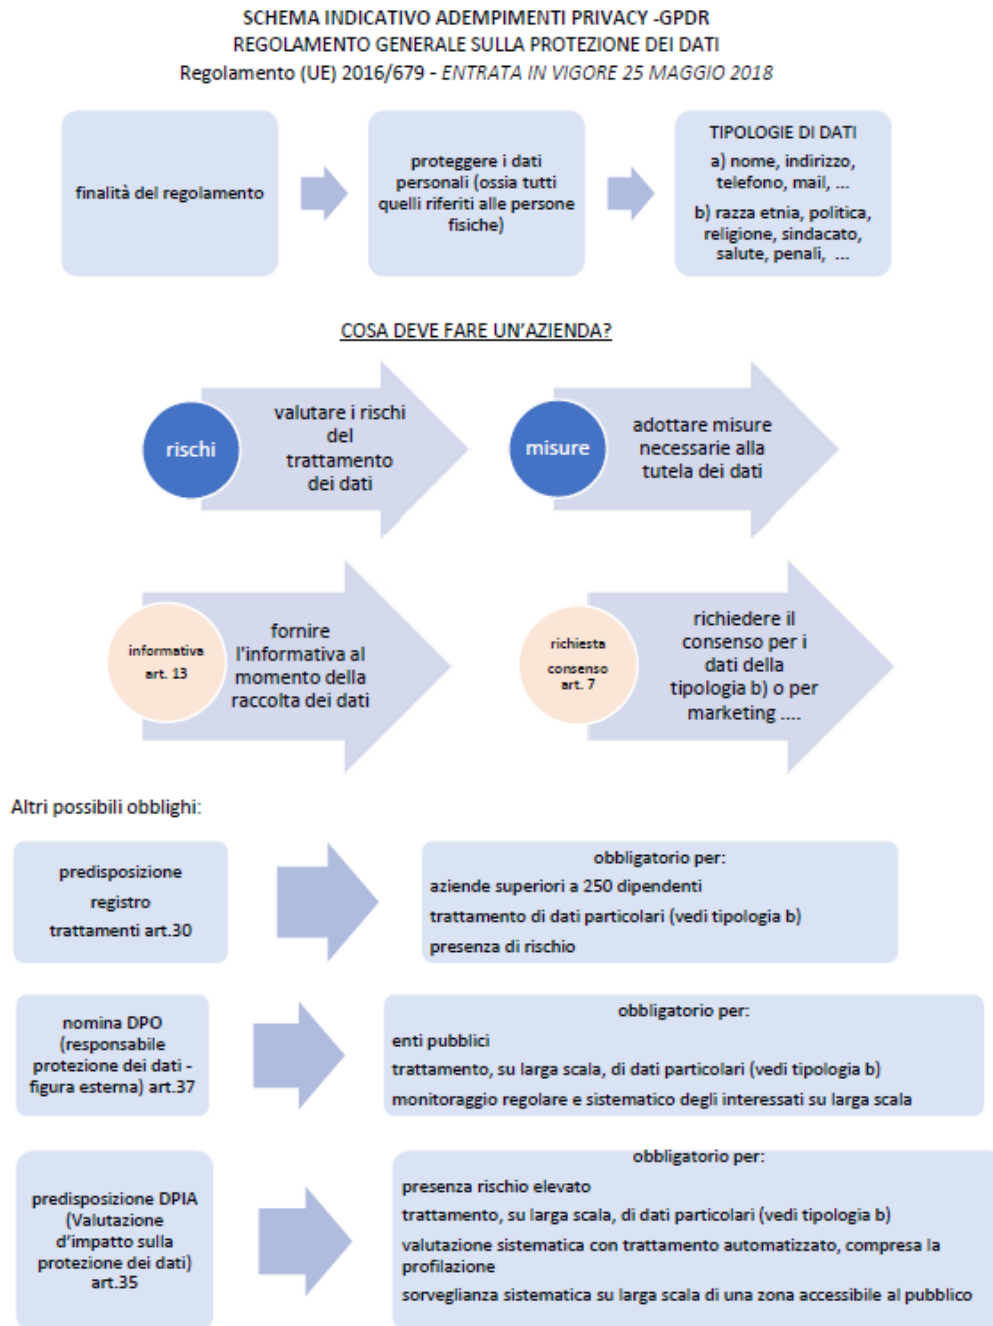 SCHEMA INDICATIVO ADEMPIMENTI PRIVACY -GPDR
REGOLAMENTO GENERALE SULLA PROTEZIONE DEI DATI
Regolamento (UE) 2016/679 - ENTRATA IN VIGORE 25 MAGGIO 2018
finalità del regolamento
proteggere i dati
personali (ossia tutti
quelli riferiti alle persone
fisiche)
TIPOLOGIE DI DATI
a) nome, indirizzo,
telefono, mail, ...
b) razza etnia, politica,
religione, sindacato,
salute, penali, ...
COSA DEVE FARE UN'AZIENDA?
rischi
valutare i rischi
del
trattamento
dei dati
misure
adottare misure
necessarie alla
tutela dei dati
informativa
art. 13
fornire
l'informativa al
momento della
raccolta dei dati
richiesta
consenso
art. 7
richiedere il
consenso per i
dati della
tipologia b) o per
marketing ....
Altri possibili obblighi:
predisposizione
registro
trattamenti art.30
obbligatorio per:
aziende superiori a 250 dipendenti
trattamento di dati particolari (vedi tipologia b)
presenza di rischio
nomina DPO
(responsabile
protezione dei dati -
figura esterna) art.37
obbligatorio per:
enti pubblici
trattamento, su larga scala, di dati particolari (vedi tipologia b)
monitoraggio regolare e sistematico degli interessati su larga scala
predisposizione DPIA
(Valutazione
d'impatto sulla
protezione dei dati)
art.35
obbligatorio per:
presenza rischio elevato
trattamento, su larga scala, di dati particolari (vedi tipologia b)
valutazione sistematica con trattamento automatizzato, compresa la
profilazione
sorveglianza sistematica su larga scala di una zona accessibile al pubblico